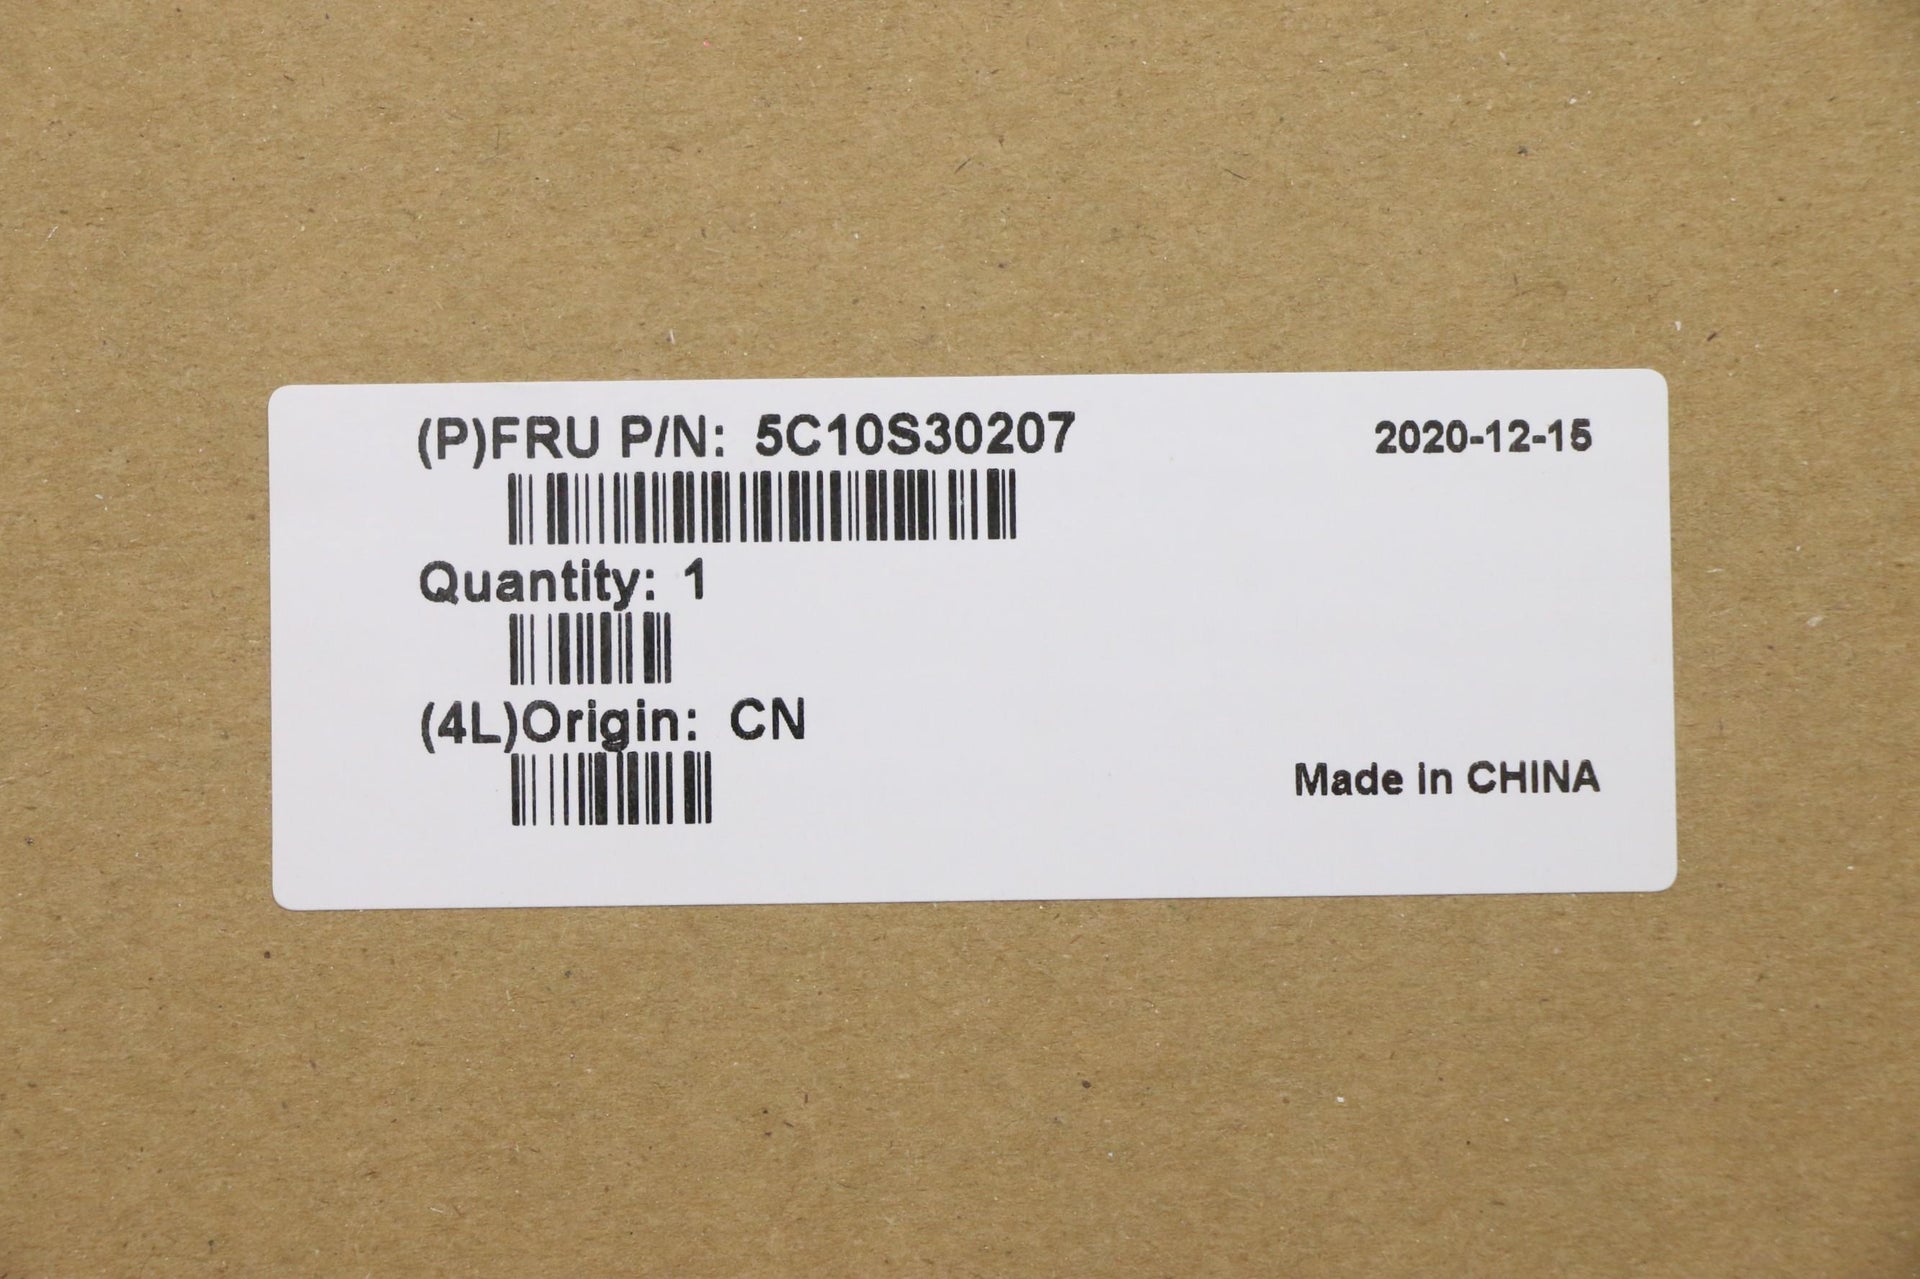 (P)FRU P/N: 5C10S30207
2020-12-15
Quantity: 1
(4L)Origin: CN
Made in CHINA